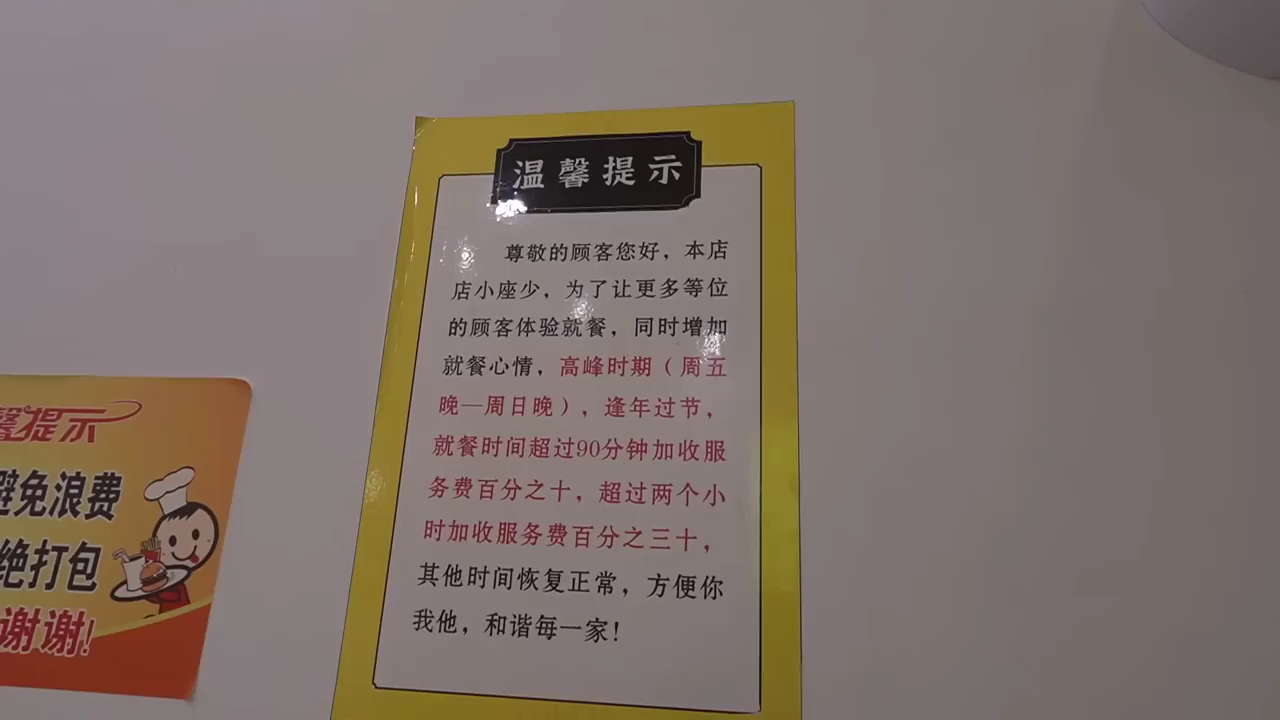 温馨提示
尊敬的顾客您好，本店
店小座少，为了让更多等位
的顾客体验就餐，同时增加
就餐心情，高峰时期（周五
晚—周日晚），逢年过节，
就餐时间超过90分钟加收服
务费百分之十，超过两个小
时加收服务费百分之三十，
其他时间恢复正常，方便你
我他，和谐每一家！
馨提示
避免浪费
绝打包
谢谢!